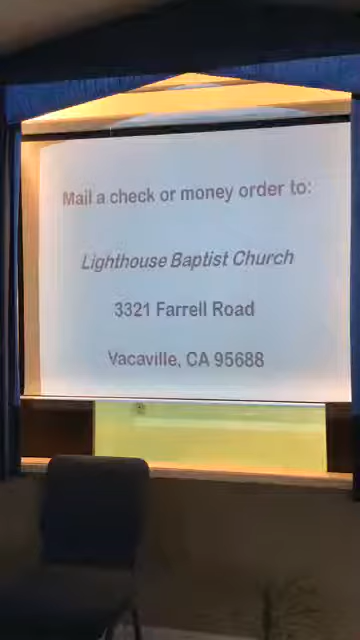 Mail a check or money order to:
Lighthouse Baptist Church
3321 Farrell Road
Vacaville, CA 95688